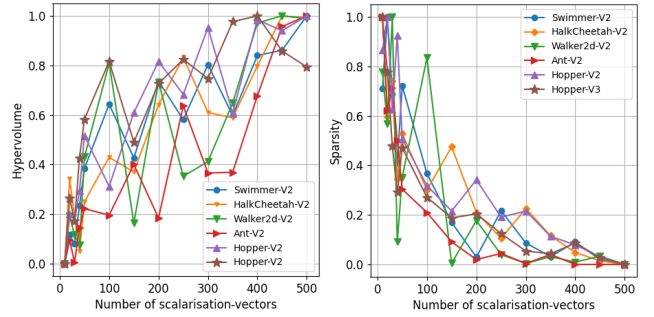 1.0
0.8
0.6
0.4
0.2
0.0
Hypervolume
0
100
200
300
400
500
Number of scalarisation-vectors
Swimmer-V2
HalkCheetah-V2
Walker2d-V2
Ant-V2
Hopper-V2
Hopper-V2
1.0
0.8
0.6
0.4
0.2
0.0
Sparsity
0
100
200
300
400
500
Number of scalarisation-vectors
Swimmer-V2
HalkCheetah-V2
Walker2d-V2
Ant-V2
Hopper-V2
Hopper-V3